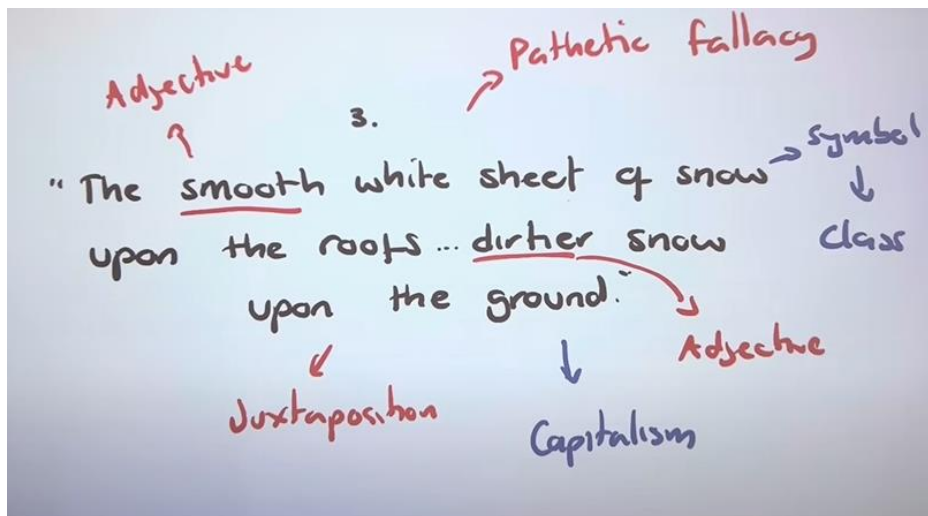 Pathetic fallacy
Adjective
3.
"The smooth white sheet of snow
Symbol
upon the roofs... dirtier snow
Class
upon the ground."
Adjective
Juxtaposition
Capitalism